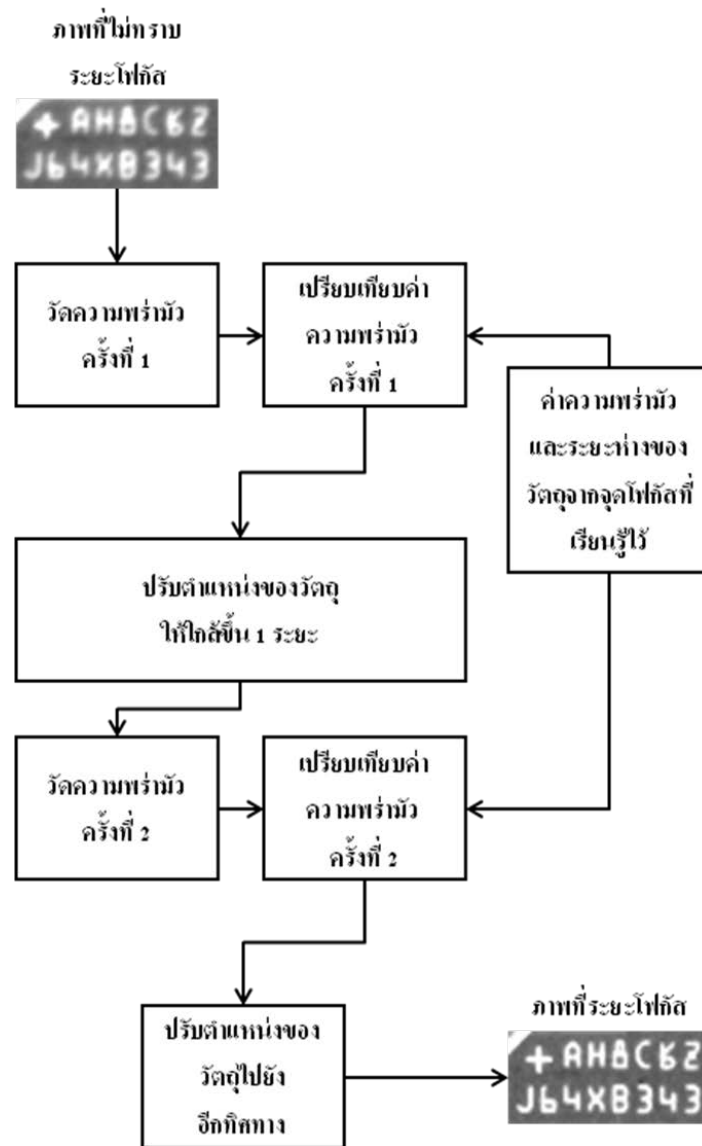 ภาพที่ไม่ทราบ
ระยะโฟกัส
+ AH8CK2
J64XB343
วัดความพร่ามัว
ครั้งที่ 1
เปรียบเทียบค่า
ความพร่ามัว
ครั้งที่ 1
ค่าความพร่ามัว
และระยะห่างของ
วัตถุจากจุดโฟกัสที่
เรียนรู้ไว้
ปรับตำแหน่งของวัตถุ
ให้ใกล้ขึ้น 1 ระยะ
วัดความพร่ามัว
ครั้งที่ 2
เปรียบเทียบค่า
ความพร่ามัว
ครั้งที่ 2
ปรับตำแหน่งของ
วัตถุไปยัง
อีกทิศทาง
ภาพที่ระยะโฟกัส
+ AH8CK2
J64XB343